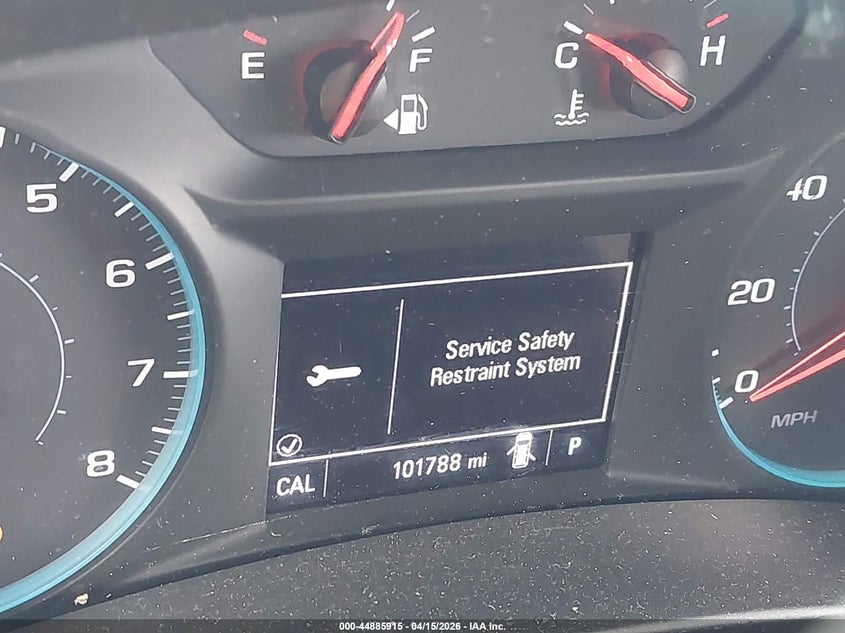 E
F
C
H
5
6
7
8
40
20
0
MPH
Service Safety
Restraint System
CAL
101788 mi
P
000-44885915 - 04/15/2026 - IAA Inc.